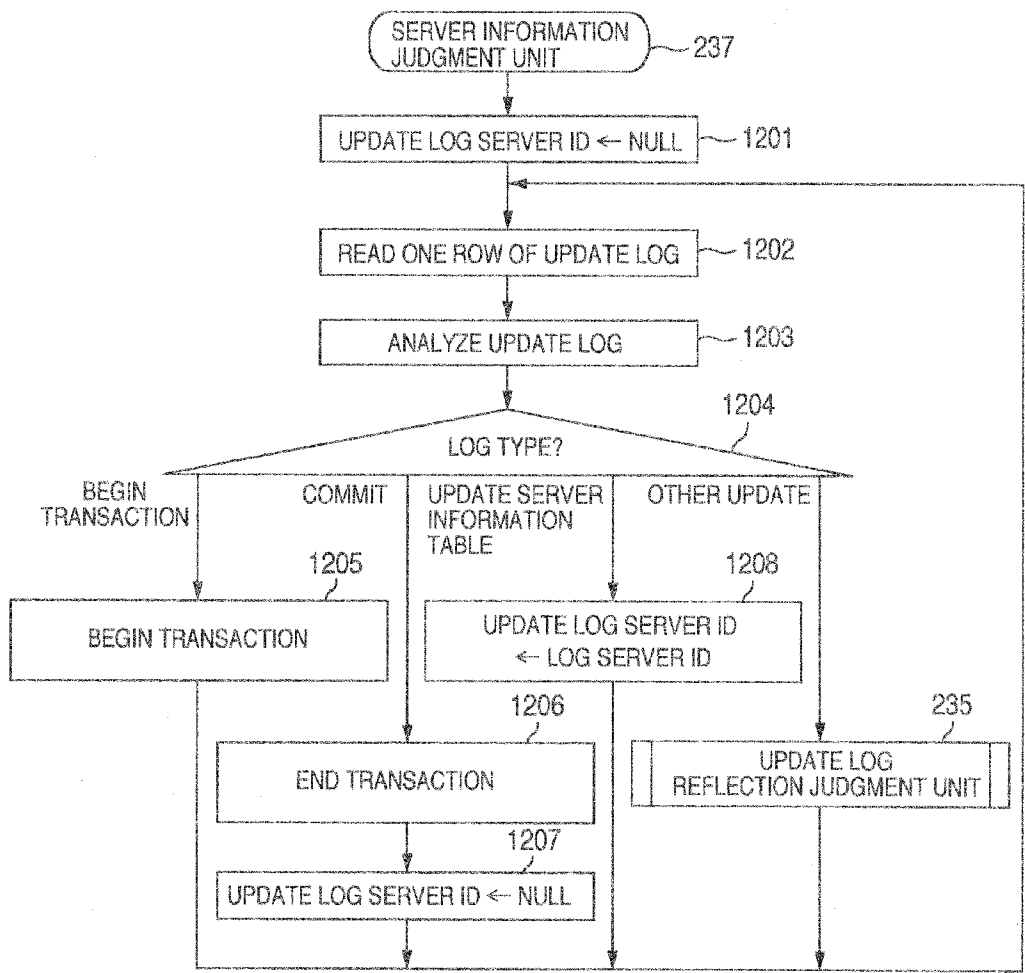 SERVER INFORMATION
JUDGMENT UNIT
237
UPDATE LOG SERVER ID ← NULL
1201
READ ONE ROW OF UPDATE LOG
1202
ANALYZE UPDATE LOG
1203
1204
LOG TYPE?
BEGIN
TRANSACTION
COMMIT
UPDATE SERVER
INFORMATION
TABLE
OTHER UPDATE
1205
BEGIN TRANSACTION
1208
UPDATE LOG SERVER ID
← LOG SERVER ID
1206
END TRANSACTION
235
UPDATE LOG
REFLECTION JUDGMENT UNIT
1207
UPDATE LOG SERVER ID ← NULL